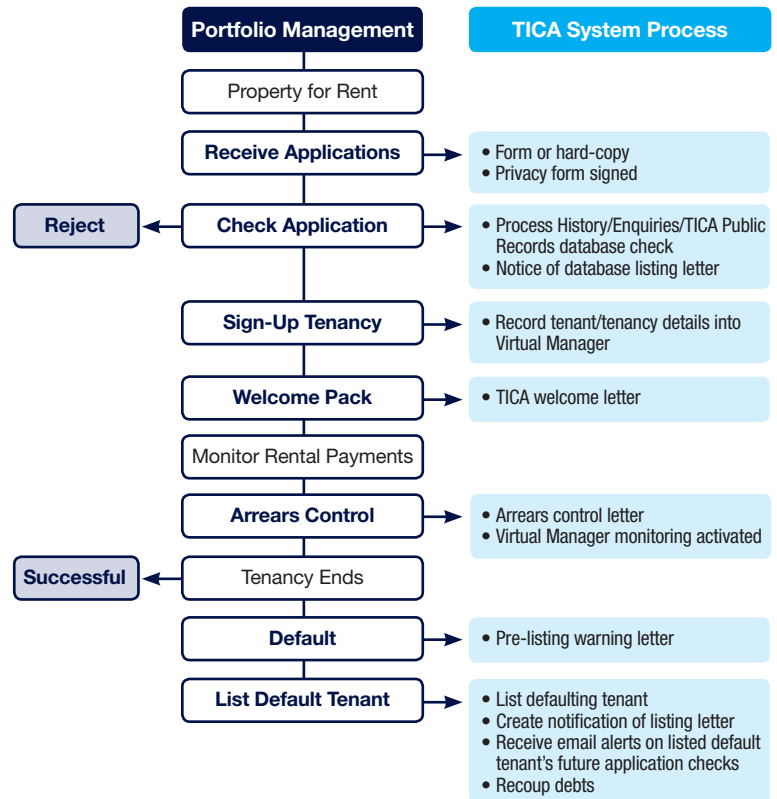 Portfolio Management
TICA System Process
Property for Rent
Receive Applications
• Form or hard-copy
• Privacy form signed
Reject
Check Application
• Process History/Enquiries/TICA Public
Records database check
• Notice of database listing letter
Sign-Up Tenancy
• Record tenant/tenancy details into
Virtual Manager
Welcome Pack
• TICA welcome letter
Monitor Rental Payments
Arrears Control
• Arrears control letter
• Virtual Manager monitoring activated
Successful
Tenancy Ends
Default
• Pre-listing warning letter
List Default Tenant
• List defaulting tenant
• Create notification of listing letter
• Receive email alerts on listed default
tenant's future application checks
• Recoup debts